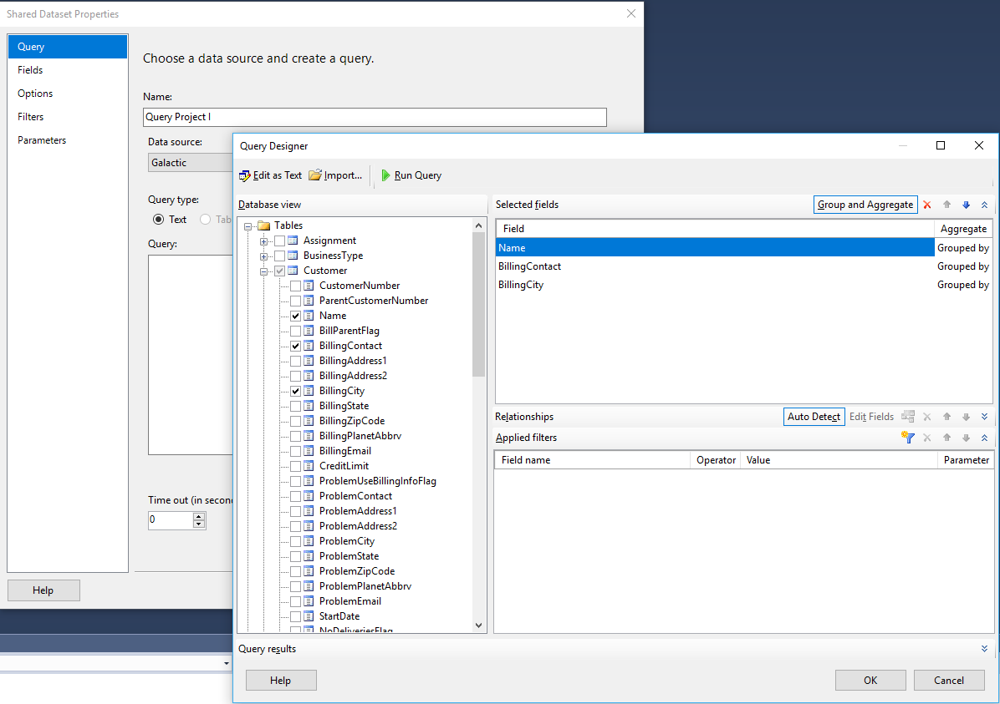 Shared Dataset Properties
Query
Fields
Options
Filters
Parameters
Choose a data source and create a query.
Name:
Query Project I
Data source:
Galactic
Query type:
Text
Tab
Query:
Time out (in secon
0
Help
Query Designer
Edit as Text Import... Run Query
Database view
Tables
Assignment
BusinessType
Customer
CustomerNumber
ParentCustomerNumber
Name
BillParentFlag
BillingContact
BillingAddress1
BillingAddress2
BillingCity
BillingState
BillingZipCode
BillingPlanetAbbrv
BillingEmail
CreditLimit
ProblemUseBillingInfoFlag
ProblemContact
ProblemAddress1
ProblemAddress2
ProblemCity
ProblemState
ProblemZipCode
ProblemPlanetAbbrv
ProblemEmail
StartDate
NoDeliveriesFlag
Selected fields Group and Aggregate
Field Aggregate
Name Grouped by
BillingContact Grouped by
BillingCity Grouped by
Relationships Auto Detect Edit Fields
Applied filters
Field name Operator Value Parameter
Query results
Help OK Cancel